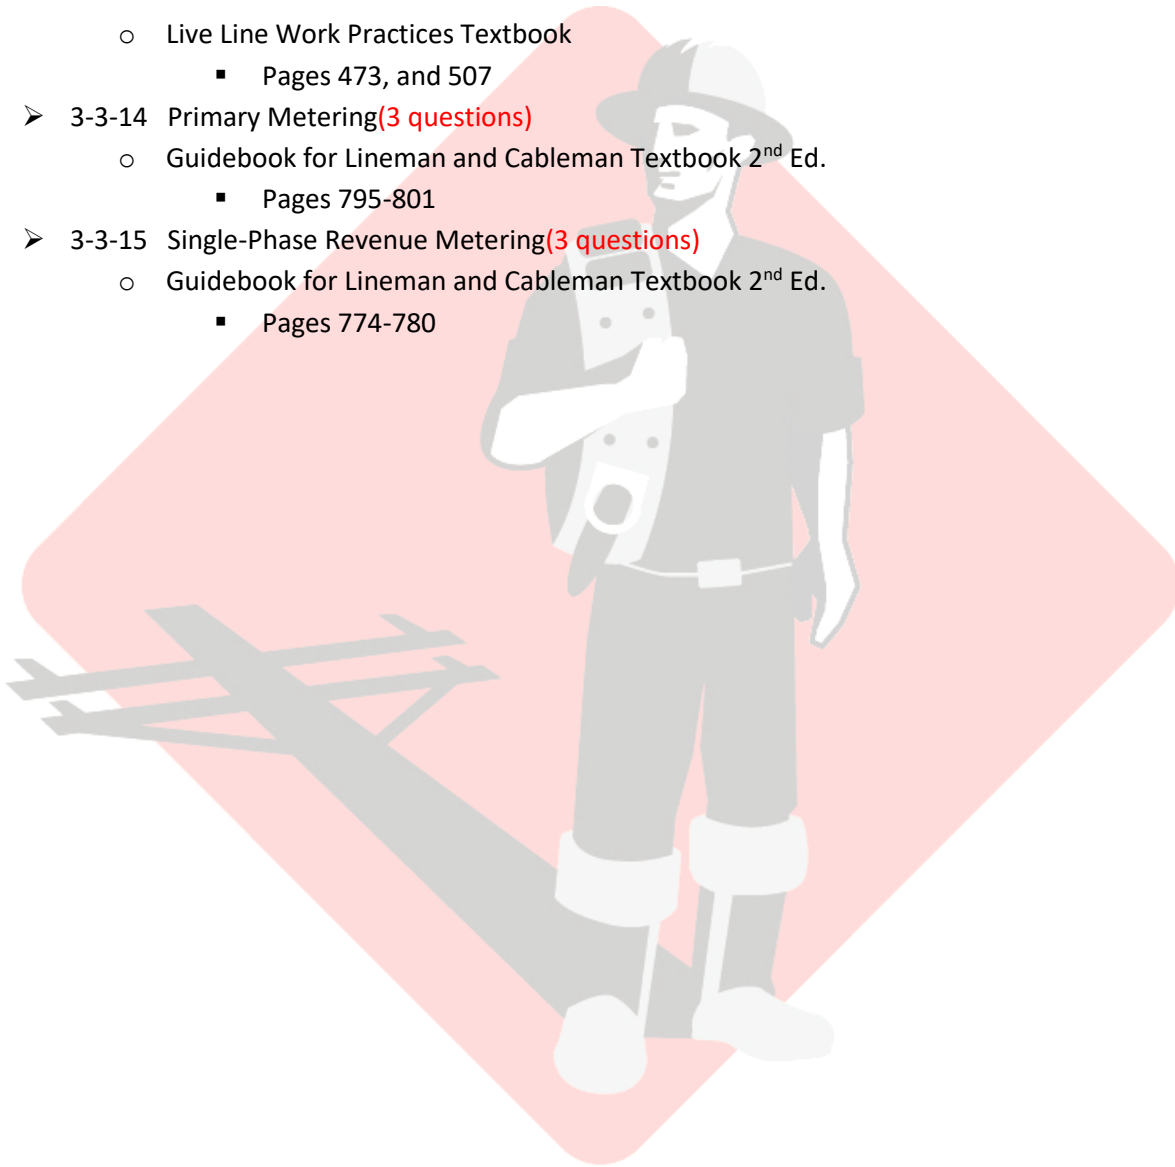 o Live Line Work Practices Textbook
▪ Pages 473, and 507
➢ 3-3-14 Primary Metering(3 questions)
o Guidebook for Lineman and Cableman Textbook 2nd Ed.
▪ Pages 795-801
➢ 3-3-15 Single-Phase Revenue Metering(3 questions)
o Guidebook for Lineman and Cableman Textbook 2nd Ed.
▪ Pages 774-780